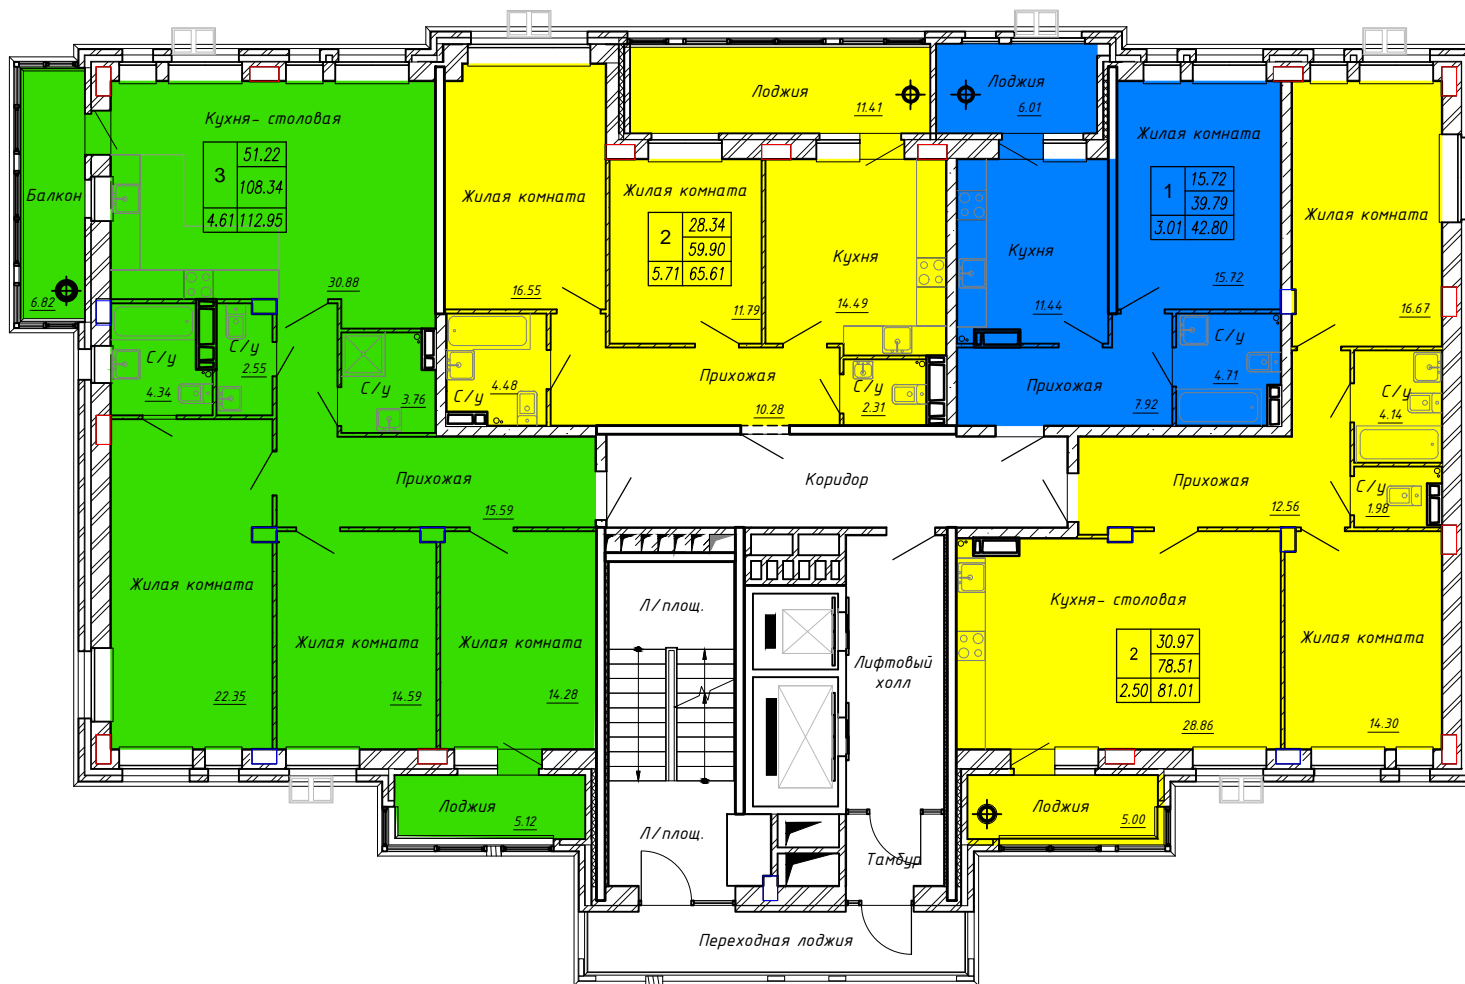 Кухня- столовая
3
51.22
108.34
4.61 112.95
30.88
Балкон
6.82
С/у
4.34
С/у
2.55
С/у
3.76
Прихожая
15.59
Жилая комната
22.35
Жилая комната
14.59
Жилая комната
14.28
Лоджия
5.12
Жилая комната
16.55
Лоджия
11.41
Жилая комната
2
28.34
59.90
5.71 65.61
11.79
Кухня
14.49
С/у
4.48
Прихожая
10.28
С/у
2.31
Лоджия
6.01
Кухня
11.44
Жилая комната
1
15.72
39.79
3.01 42.80
15.72
Прихожая
7.92
С/у
4.71
Жилая комната
16.67
С/у
4.14
С/у
1.98
Прихожая
12.56
Кухня- столовая
2
30.97
78.51
2.50 81.01
28.86
Жилая комната
14.30
Лоджия
5.00
Коридор
Л/площ.
Лифтовый
холл
Л/площ.
Тамбур
Переходная лоджия